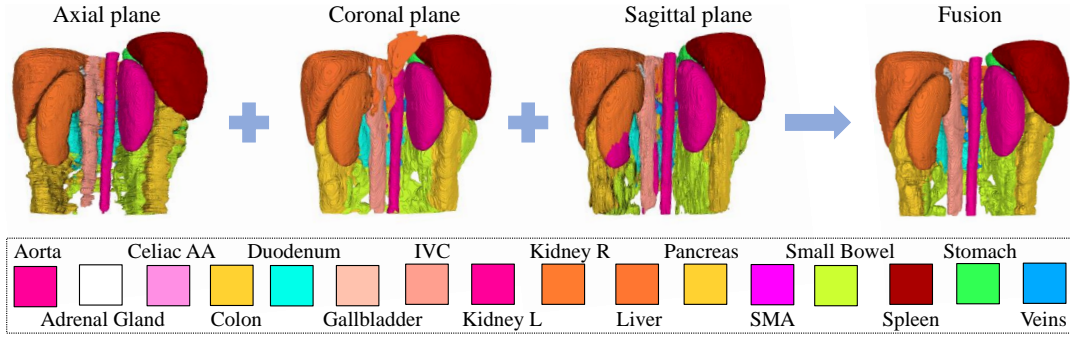 Axial plane Coronal plane Sagittal plane Fusion
Aorta Celiac AA Duodenum IVC Kidney R Pancreas Small Bowel Stomach
Adrenal Gland Colon Gallbladder Kidney L Liver SMA Spleen Veins